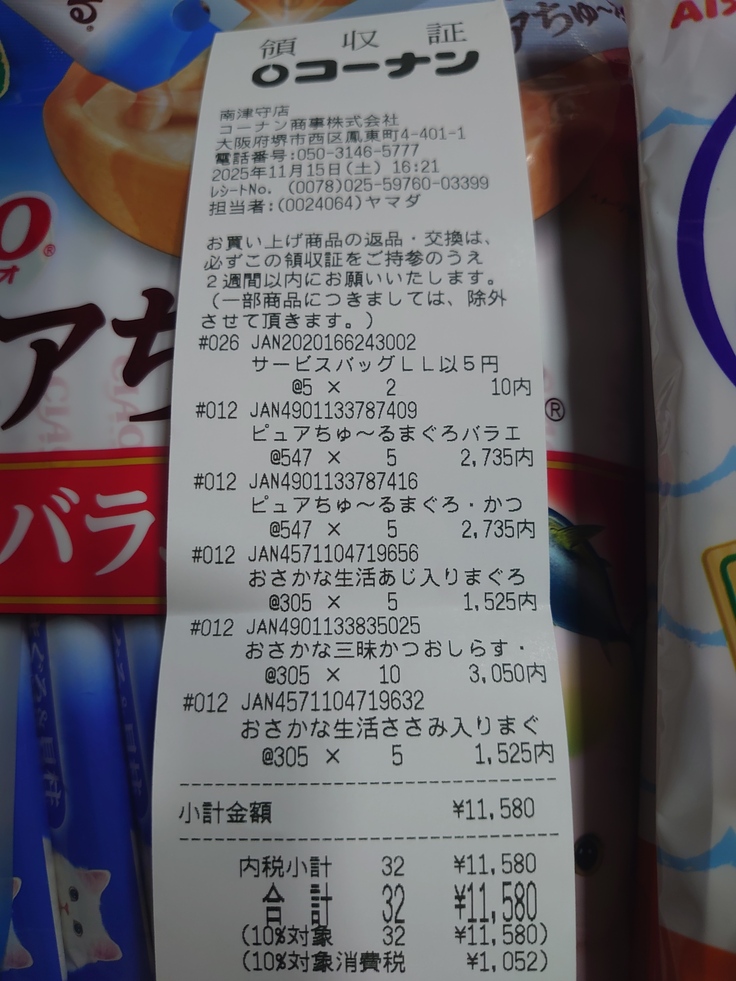 領収証
コーナン
南津守店
コーナン商事株式会社
大阪府堺市西区鳳東町4-401-1
電話番号:050-3146-5777
2025年11月15日(土) 16:21
ﾚｼｰﾄNo. (0078)025-59760-03399
担当者:(0024064)ヤマダ
お買い上げ商品の返品・交換は、
必ずこの領収証をご持参のうえ
2週間以内にお願いいたします。
(一部商品につきましては、除外
させて頂きます。)
#026 JAN2020166243002
サービスバッグLL以5円
@5 × 2 10内
#012 JAN4901133787409
ピュアちゅ~るまぐろバラエ
@547 × 5 2,735内
#012 JAN4901133787416
ピュアちゅ~るまぐろ・かつ
@547 × 5 2,735内
#012 JAN4571104719656
おさかな生活あじ入りまぐろ
@305 × 5 1,525内
#012 JAN4901133835025
おさかな三昧かつおしらす・
@305 × 10 3,050内
#012 JAN4571104719632
おさかな生活ささみ入りまぐ
@305 × 5 1,525内
小計金額 ¥11,580
内税小計 32 ¥11,580
合計 32 ¥11,580
(10%対象 32 ¥11,580)
(10%対象消費税 ¥1,052)
アちゅ~
アち
バラ